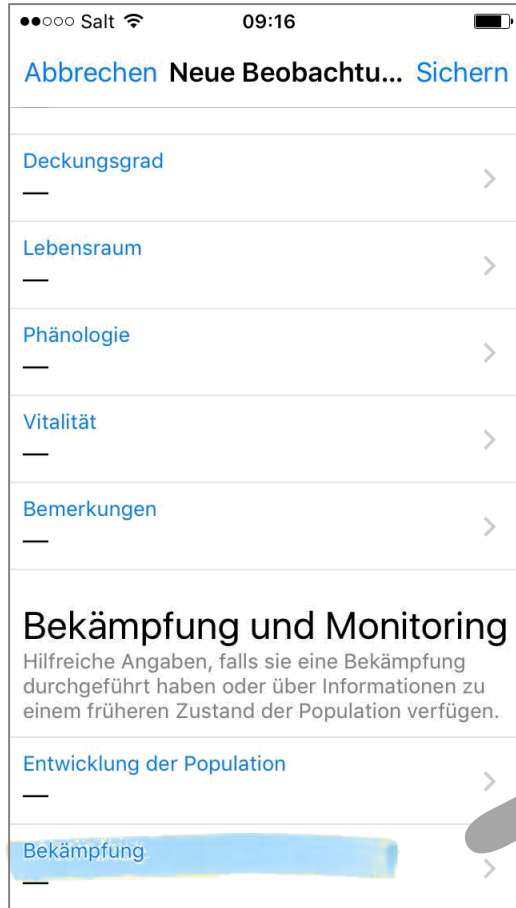 Salt 09:16
Abbrechen Neue Beobachtu... Sichern
Deckungsgrad
—
Lebensraum
—
Phänologie
—
Vitalität
—
Bemerkungen
—
Bekämpfung und Monitoring
Hilfreiche Angaben, falls sie eine Bekämpfung
durchgeführt haben oder über Informationen zu
einem früheren Zustand der Population verfügen.
Entwicklung der Population
—
Bekämpfung
—